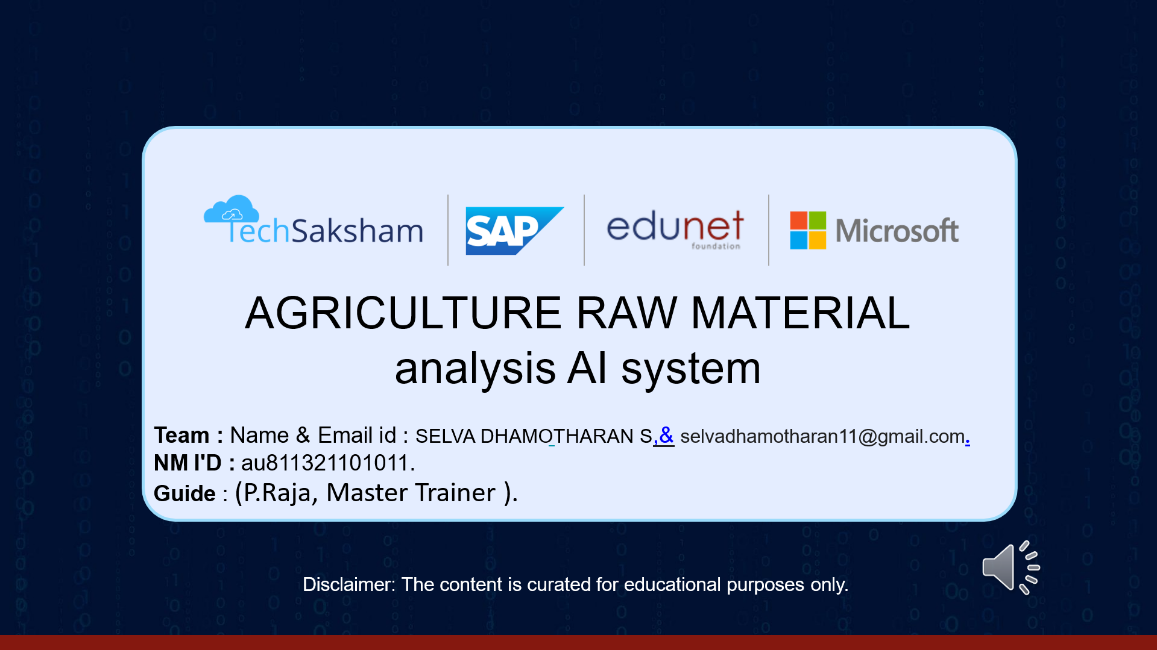 TechSaksham
SAP
edunet
foundation
Microsoft
AGRICULTURE RAW MATERIAL
analysis AI system
Team : Name & Email id : SELVA DHAMOTHARAN S,& selvadhamotharan11@gmail.com.
NM I'D : au811321101011.
Guide : (P.Raja, Master Trainer ).
Disclaimer: The content is curated for educational purposes only.